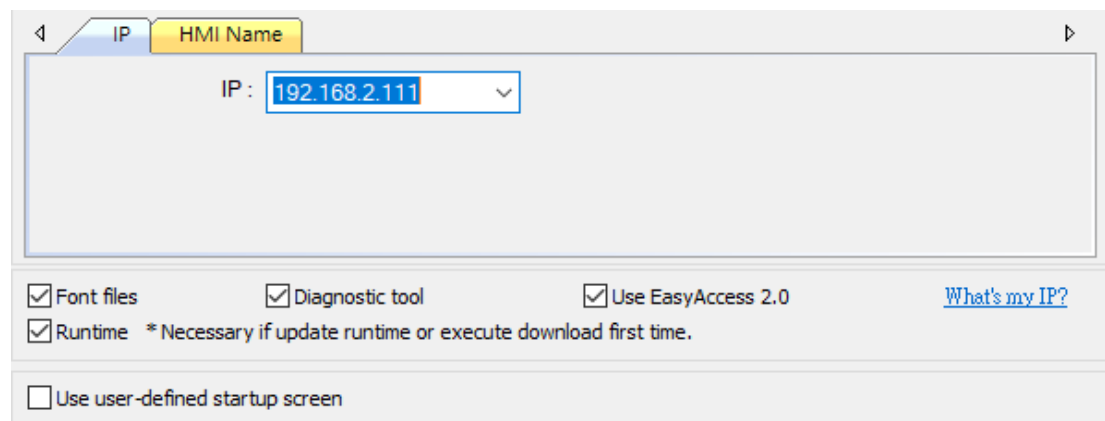 IP HMI Name
IP : 192.168.2.111
Font files Diagnostic tool Use EasyAccess 2.0 What's my IP?
Runtime * Necessary if update runtime or execute download first time.
Use user-defined startup screen